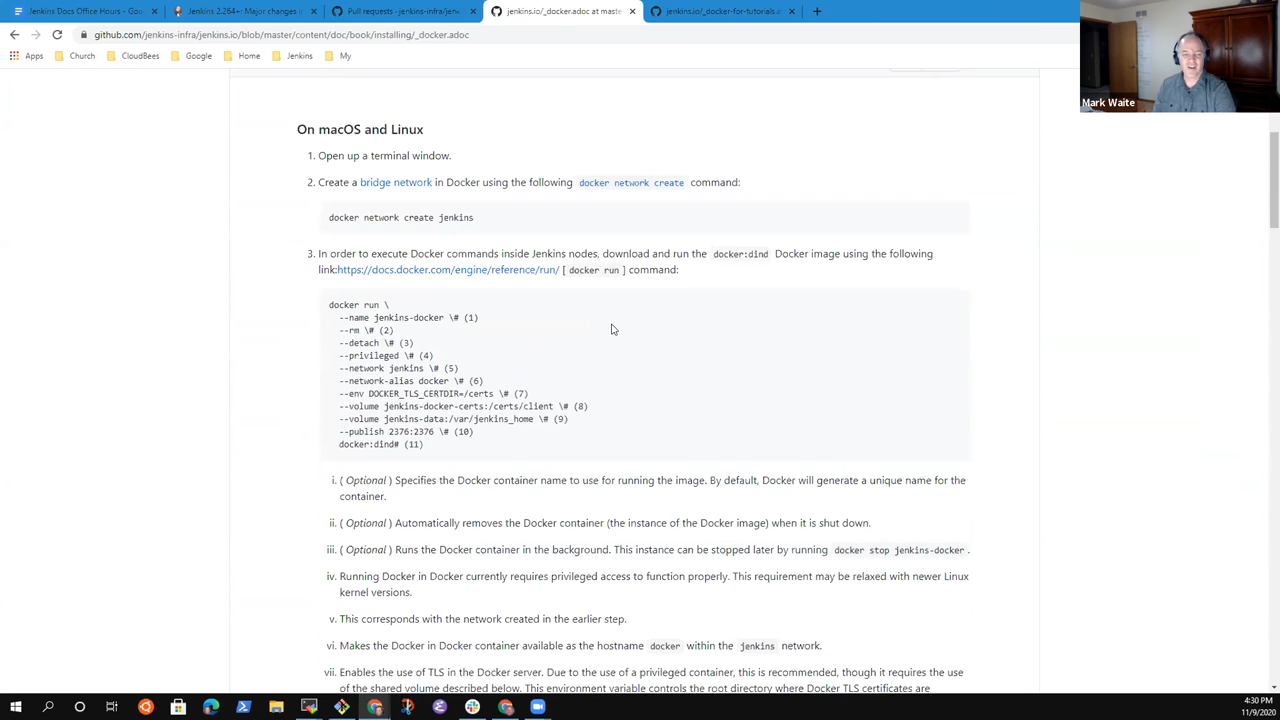 Jenkins Docs Office Hours - Goo
Jenkins 2.264+: Major changes in
Pull requests · jenkins-infra/jen
jenkins.io/_docker.adoc at maste
jenkins.io/_docker-for-tutorials.a
github.com/jenkins-infra/jenkins.io/blob/master/content/doc/book/installing/_docker.adoc
Apps
Church
CloudBees
Google
Home
Jenkins
My
Mark Waite
On macOS and Linux
1. Open up a terminal window.
2. Create a bridge network in Docker using the following docker network create command:
docker network create jenkins
3. In order to execute Docker commands inside Jenkins nodes, download and run the docker:dind Docker image using the following
link:https://docs.docker.com/engine/reference/run/ [ docker run ] command:
docker run \
--name jenkins-docker \# (1)
--rm \# (2)
--detach \# (3)
--privileged \# (4)
--network jenkins \# (5)
--network-alias docker \# (6)
--env DOCKER_TLS_CERTDIR=/certs \# (7)
--volume jenkins-docker-certs:/certs/client \# (8)
--volume jenkins-data:/var/jenkins_home \# (9)
--publish 2376:2376 \# (10)
docker:dind# (11)
i. ( Optional ) Specifies the Docker container name to use for running the image. By default, Docker will generate a unique name for the
container.
ii. ( Optional ) Automatically removes the Docker container (the instance of the Docker image) when it is shut down.
iii. ( Optional ) Runs the Docker container in the background. This instance can be stopped later by running docker stop jenkins-docker .
iv. Running Docker in Docker currently requires privileged access to function properly. This requirement may be relaxed with newer Linux
kernel versions.
v. This corresponds with the network created in the earlier step.
vi. Makes the Docker in Docker container available as the hostname docker within the jenkins network.
vii. Enables the use of TLS in the Docker server. Due to the use of a privileged container, this is recommended, though it requires the use
of the shared volume described below. This environment variable controls the root directory where Docker TLS certificates are
4:30 PM
11/9/2020